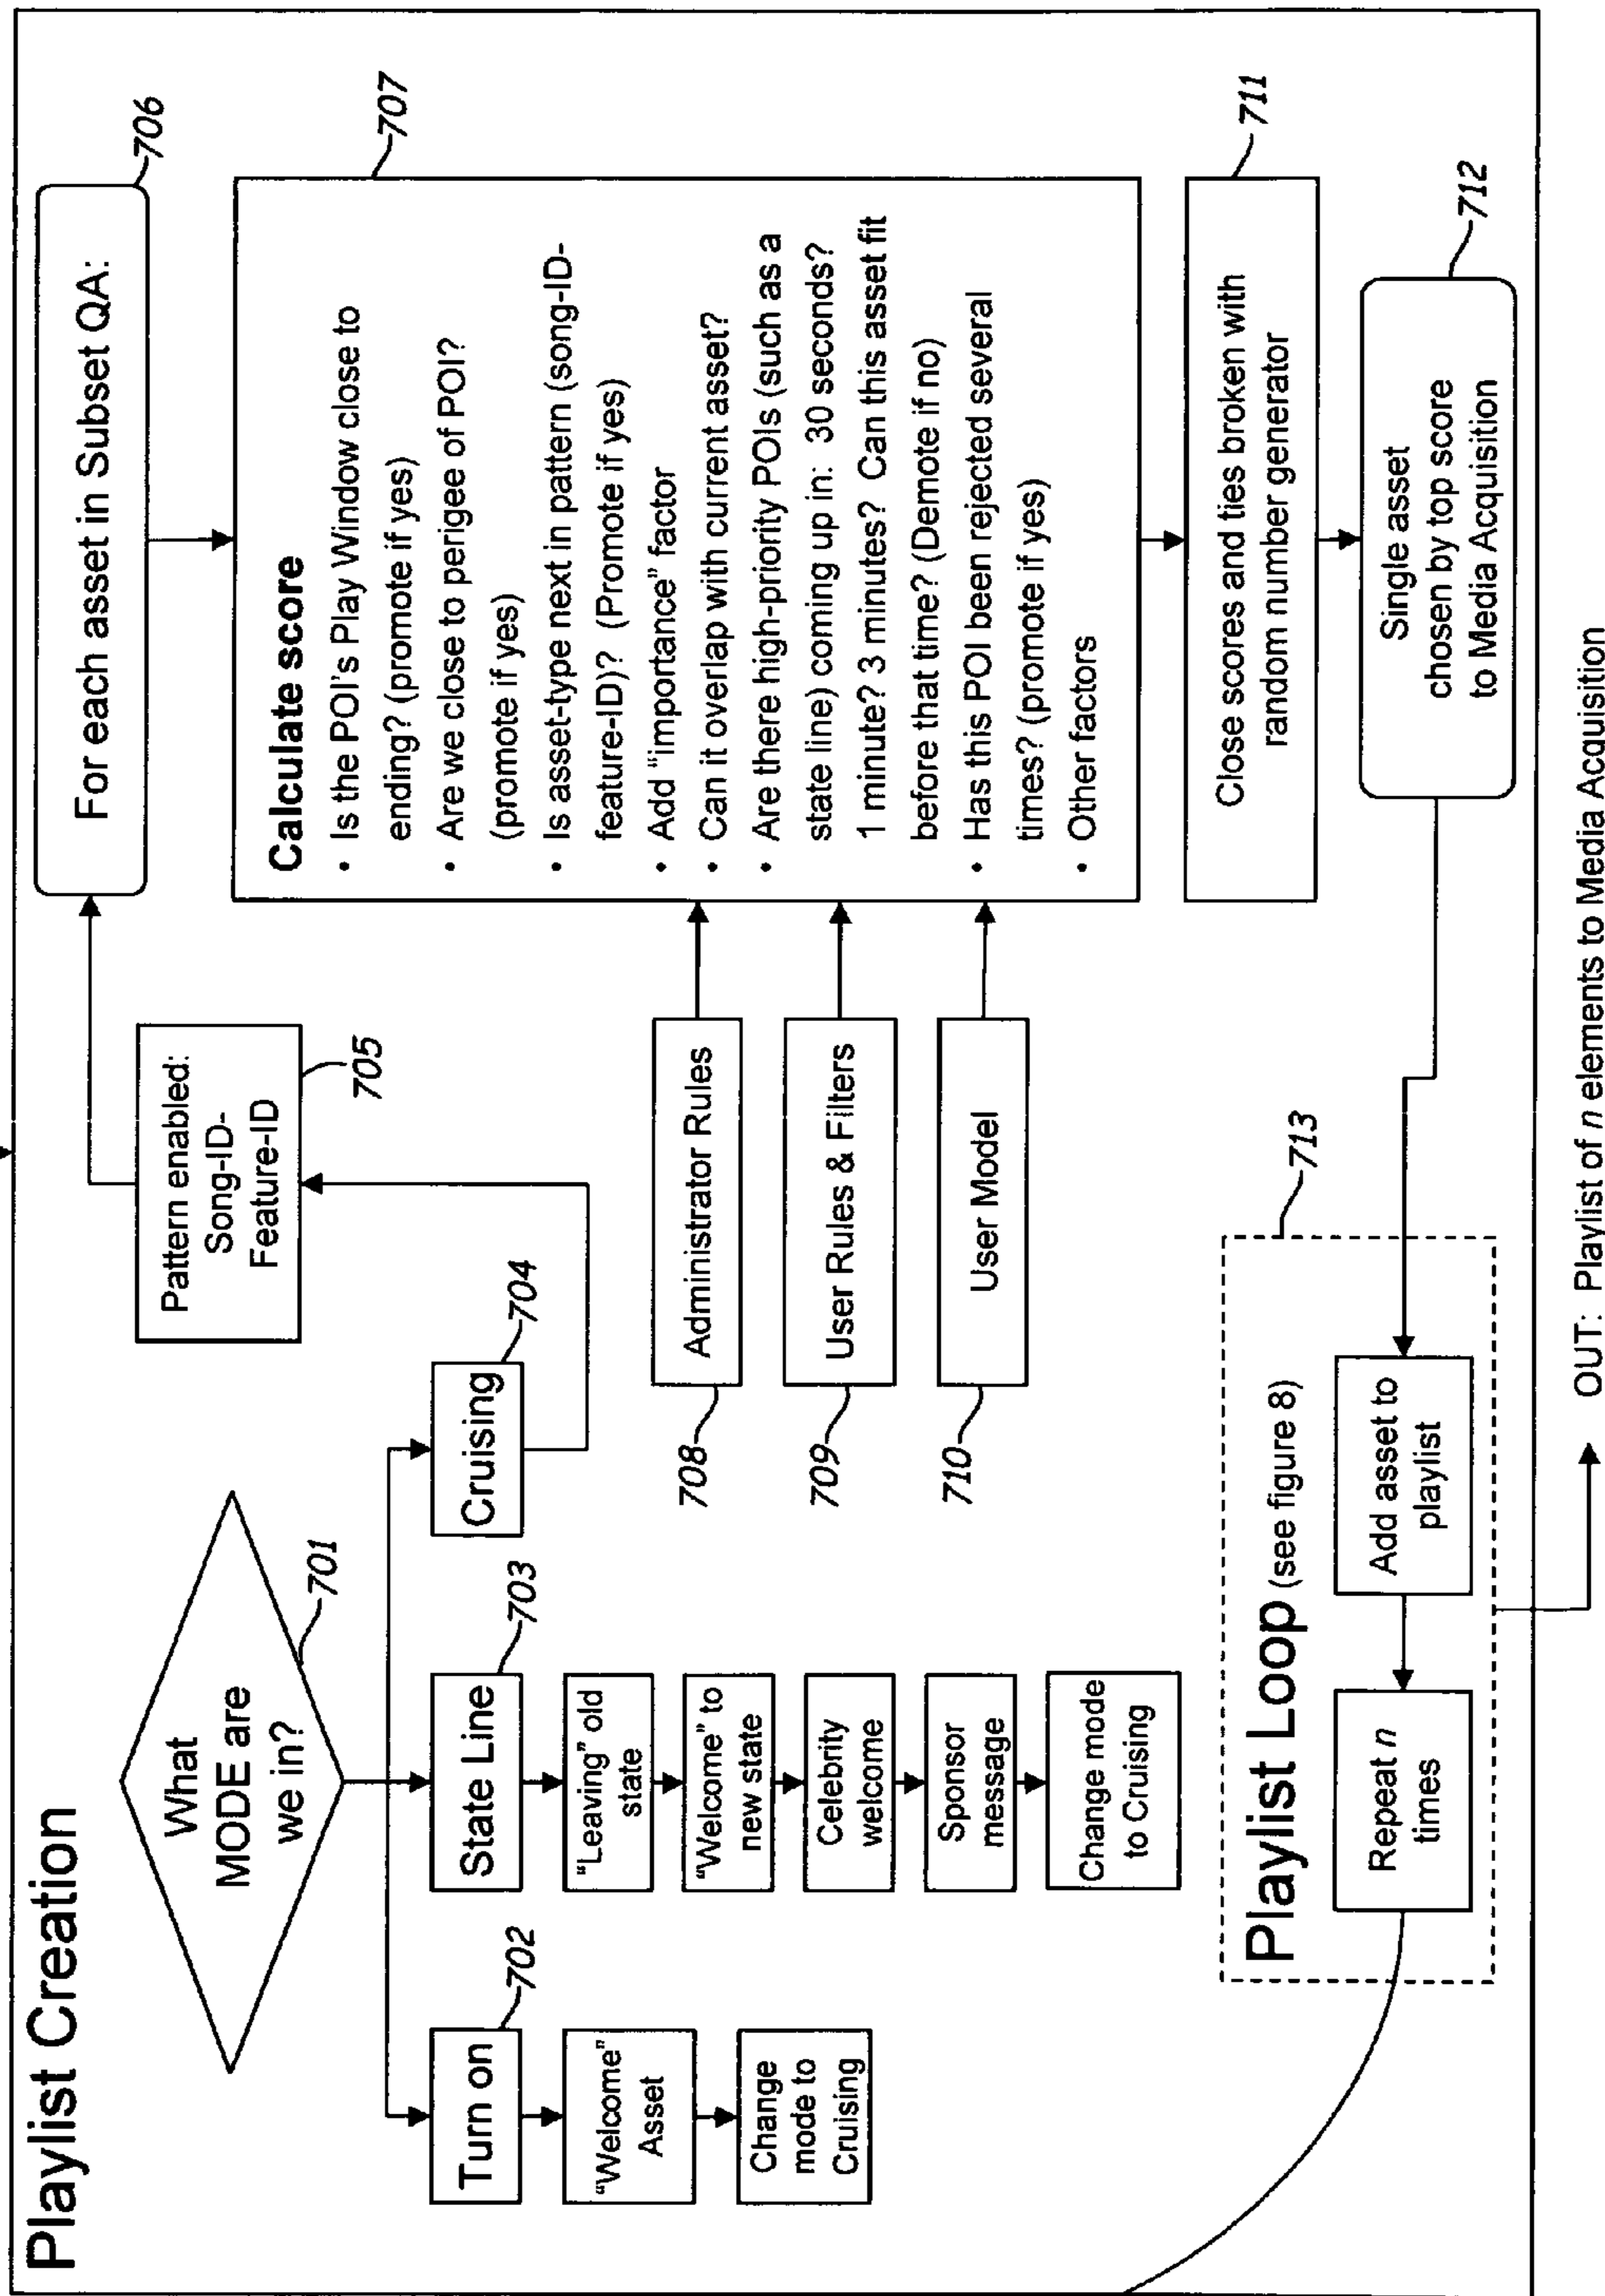 Playlist Creation
What
MODE are
we in?
701
Turn on
702
"Welcome"
Asset
Change
mode to
Cruising
State Line
703
"Leaving" old
state
"Welcome" to
new state
Celebrity
welcome
Sponsor
message
Change mode
to Cruising
Cruising
704
Pattern enabled:
Song-ID-
Feature-ID
705
For each asset in Subset QA:
706
Calculate score
• Is the POI's Play Window close to
ending? (promote if yes)
• Are we close to perigee of POI?
(promote if yes)
• Is asset-type next in pattern (song-ID-
feature-ID)? (Promote if yes)
• Add "importance" factor
• Can it overlap with current asset?
• Are there high-priority POIs (such as a
state line) coming up in: 30 seconds?
1 minute? 3 minutes? Can this asset fit
before that time? (Demote if no)
• Has this POI been rejected several
times? (promote if yes)
• Other factors
707
708
Administrator Rules
709
User Rules & Filters
710
User Model
Close scores and ties broken with
random number generator
711
Single asset
chosen by top score
to Media Acquisition
712
Playlist Loop (see figure 8)
713
Repeat n
times
Add asset to
playlist
OUT: Playlist of n elements to Media Acquisition